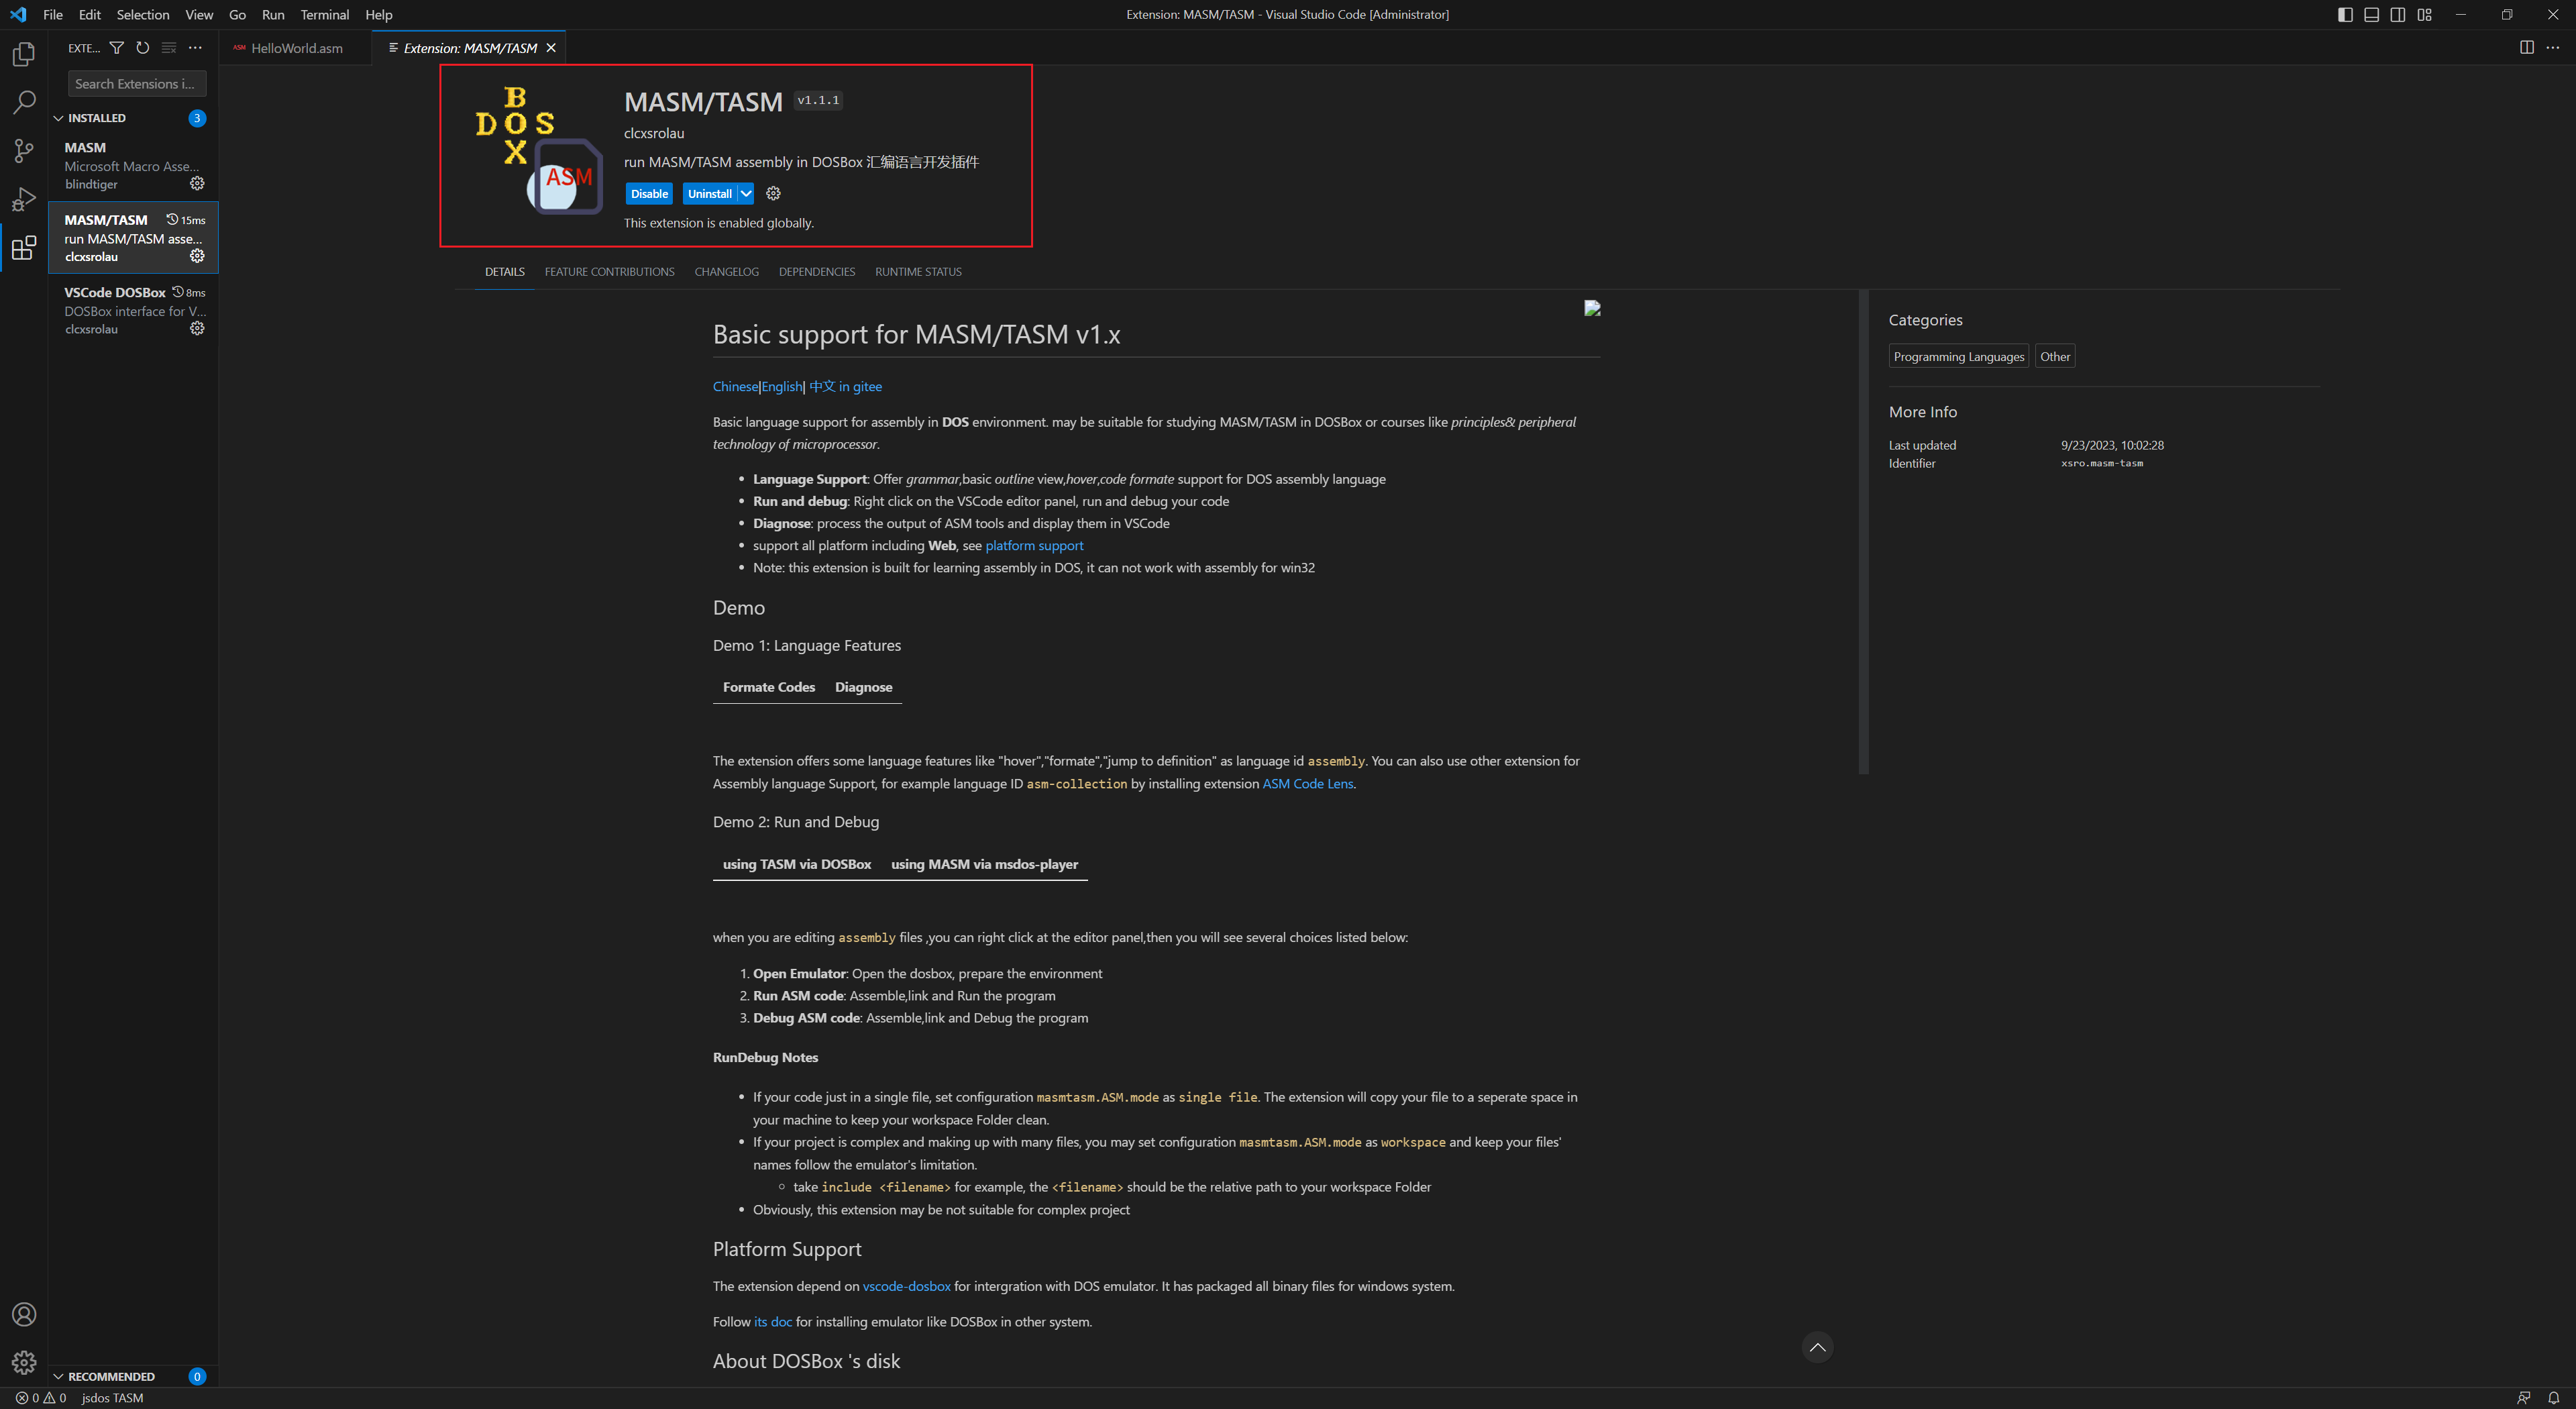 File Edit Selection View Go Run Terminal Help
Extension: MASM/TASM - Visual Studio Code [Administrator]
EXTE...
ASM HelloWorld.asm
Extension: MASM/TASM
Search Extensions i...
INSTALLED 3
MASM
Microsoft Macro Asse...
blindtiger
MASM/TASM 15ms
run MASM/TASM asse...
clcxsrolau
VSCode DOSBox 8ms
DOSBox interface for V...
clcxsrolau
B
DOS
X
ASM
MASM/TASM v1.1.1
clcxsrolau
run MASM/TASM assembly in DOSBox 汇编语言开发插件
Disable Uninstall
This extension is enabled globally.
DETAILS FEATURE CONTRIBUTIONS CHANGELOG DEPENDENCIES RUNTIME STATUS
Basic support for MASM/TASM v1.x
Chinese|English| 中文 in gitee
Basic language support for assembly in DOS environment. may be suitable for studying MASM/TASM in DOSBox or courses like principles& peripheral
technology of microprocessor.
• Language Support: Offer grammar,basic outline view,hover,code formate support for DOS assembly language
• Run and debug: Right click on the VSCode editor panel, run and debug your code
• Diagnose: process the output of ASM tools and display them in VSCode
• support all platform including Web, see platform support
• Note: this extension is built for learning assembly in DOS, it can not work with assembly for win32
Demo
Demo 1: Language Features
Formate Codes Diagnose
The extension offers some language features like "hover","formate","jump to definition" as language id assembly. You can also use other extension for
Assembly language Support, for example language ID asm-collection by installing extension ASM Code Lens.
Demo 2: Run and Debug
using TASM via DOSBox using MASM via msdos-player
when you are editing assembly files ,you can right click at the editor panel,then you will see several choices listed below:
1. Open Emulator: Open the dosbox, prepare the environment
2. Run ASM code: Assemble,link and Run the program
3. Debug ASM code: Assemble,link and Debug the program
RunDebug Notes
• If your code just in a single file, set configuration masmtasm.ASM.mode as single file. The extension will copy your file to a seperate space in
your machine to keep your workspace Folder clean.
• If your project is complex and making up with many files, you may set configuration masmtasm.ASM.mode as workspace and keep your files'
names follow the emulator's limitation.
◦ take include <filename> for example, the <filename> should be the relative path to your workspace Folder
• Obviously, this extension may be not suitable for complex project
Platform Support
The extension depend on vscode-dosbox for intergration with DOS emulator. It has packaged all binary files for windows system.
Follow its doc for installing emulator like DOSBox in other system.
About DOSBox 's disk
Categories
Programming Languages Other
More Info
Last updated 9/23/2023, 10:02:28
Identifier xsro.masm-tasm
RECOMMENDED 0
0 0 jsdos TASM